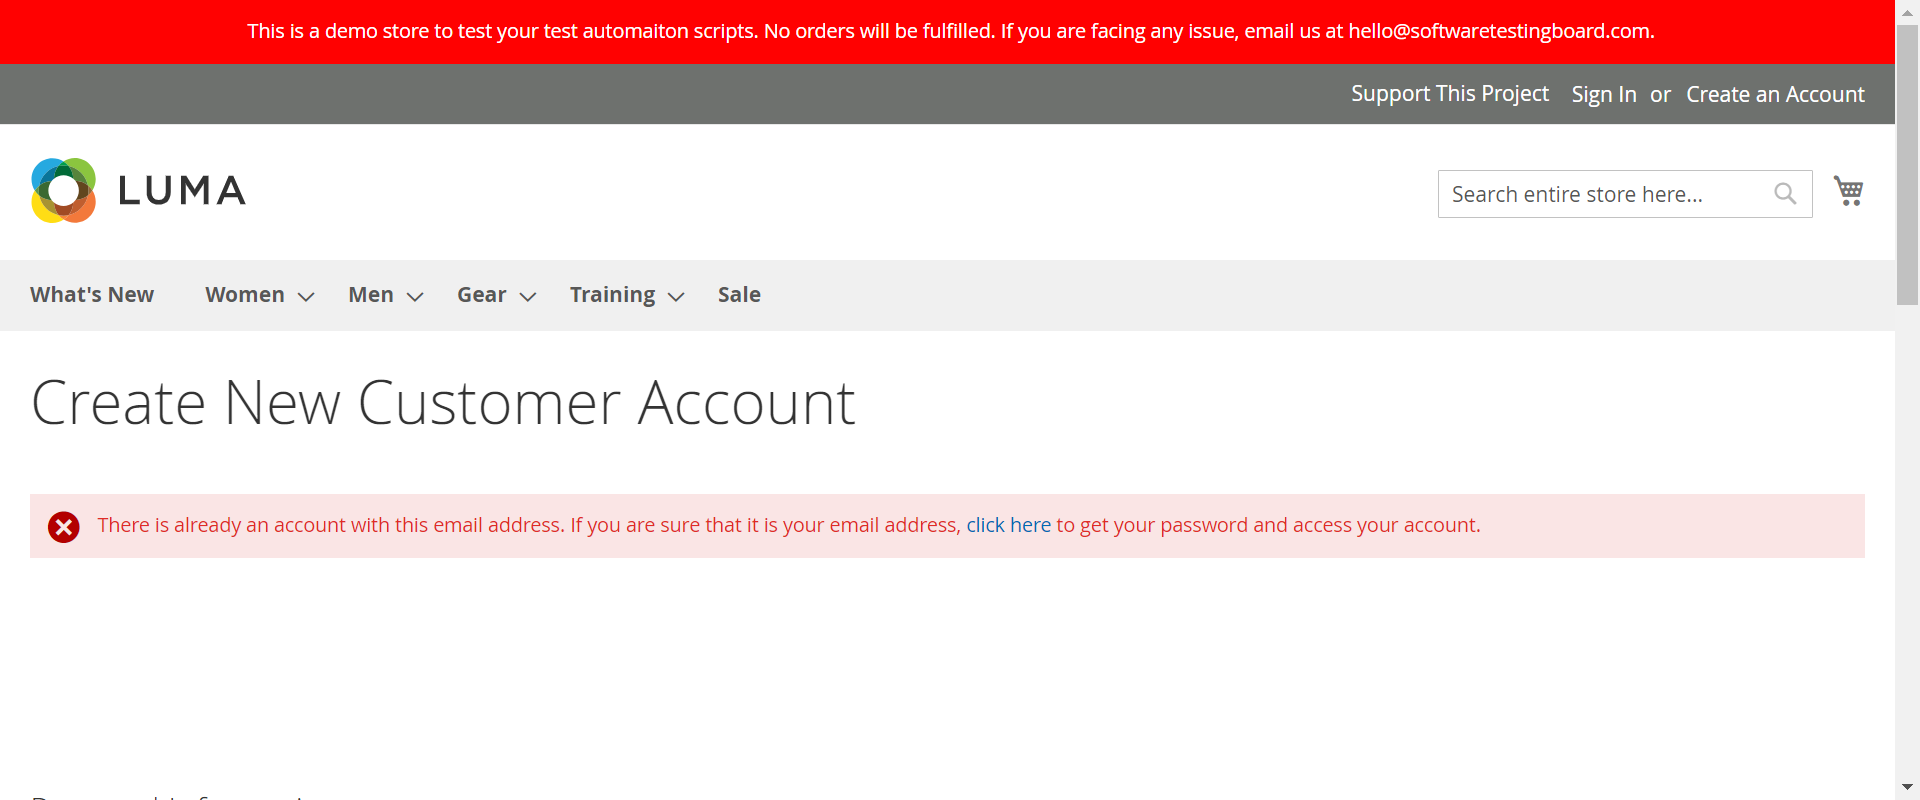 This is a demo store to test your test automaiton scripts. No orders will be fulfilled. If you are facing any issue, email us at hello@softwaretestingboard.com.
Support This Project Sign In or Create an Account
LUMA
Search entire store here...
What's New Women Men Gear Training Sale
Create New Customer Account
There is already an account with this email address. If you are sure that it is your email address, click here to get your password and access your account.